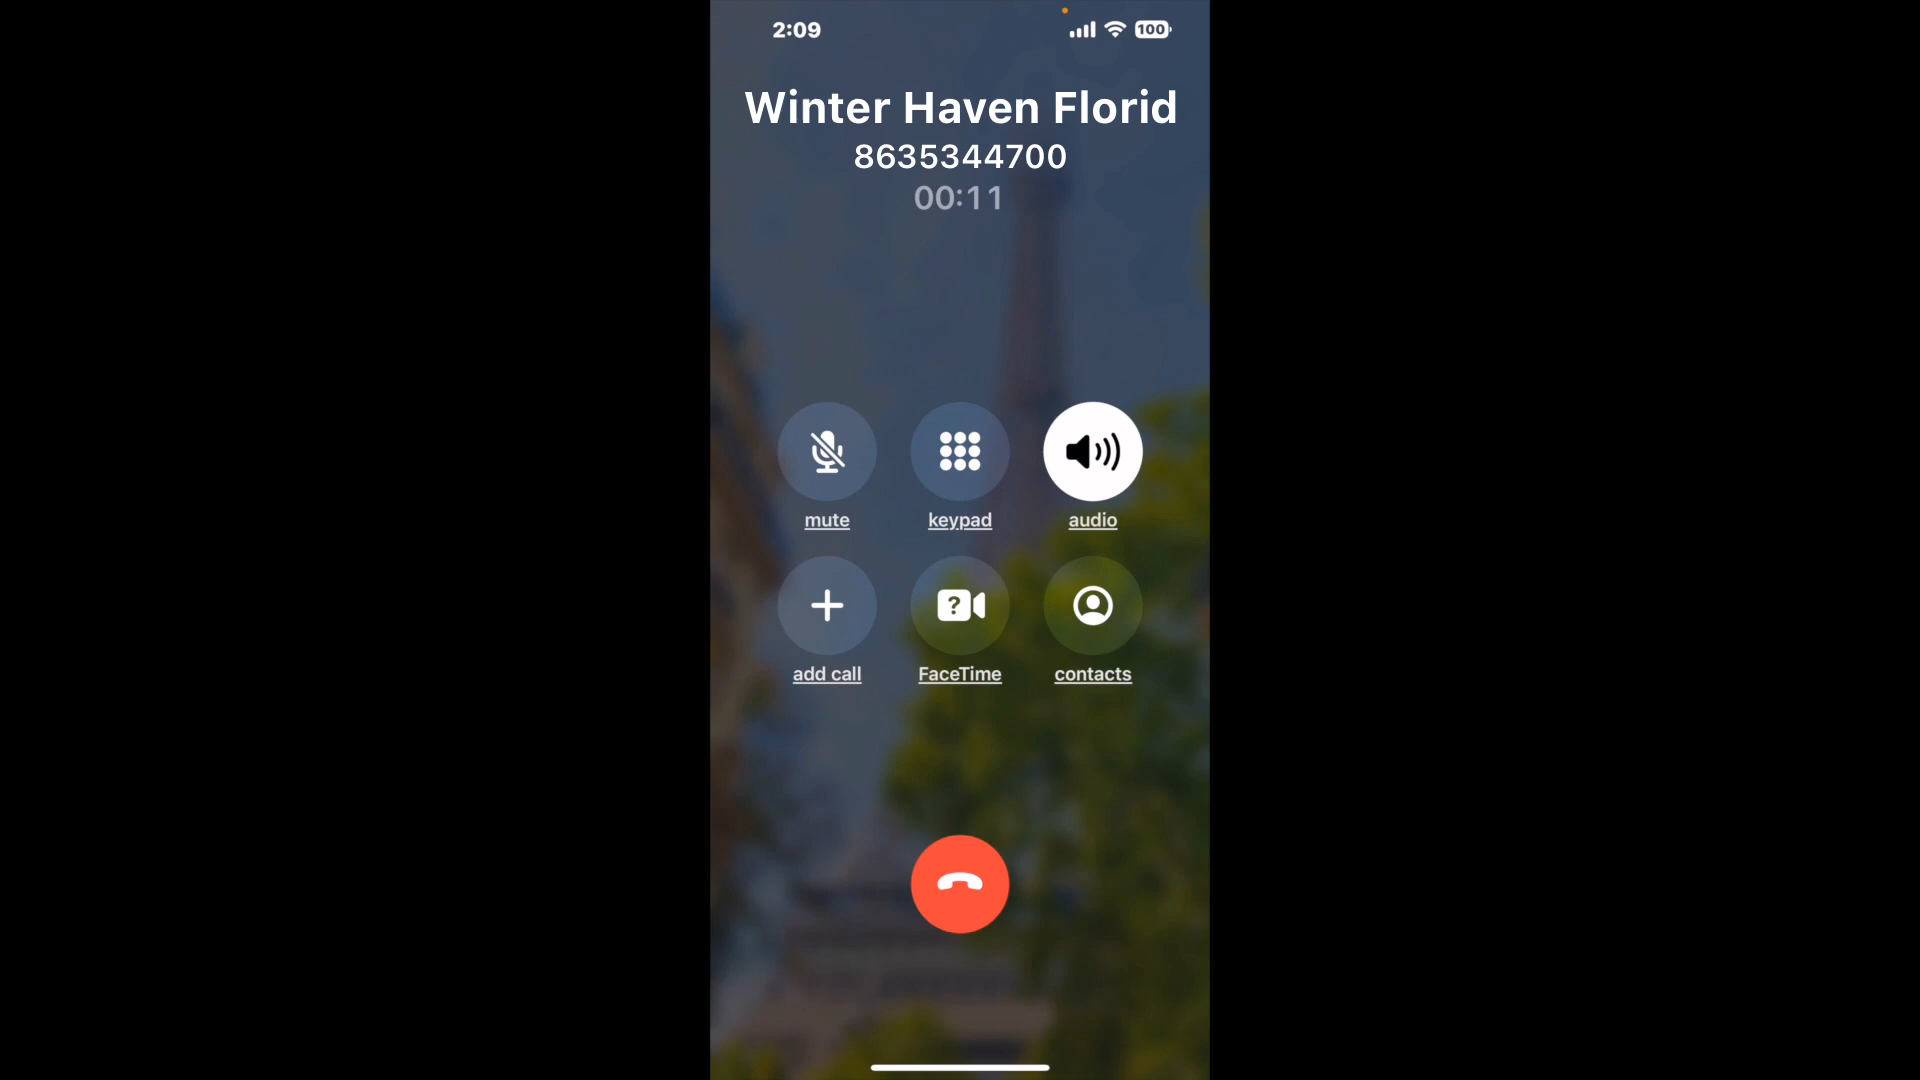 2:09
100
Winter Haven Florid
8635344700
00:11
mute
keypad
audio
?
add call
FaceTime
contacts